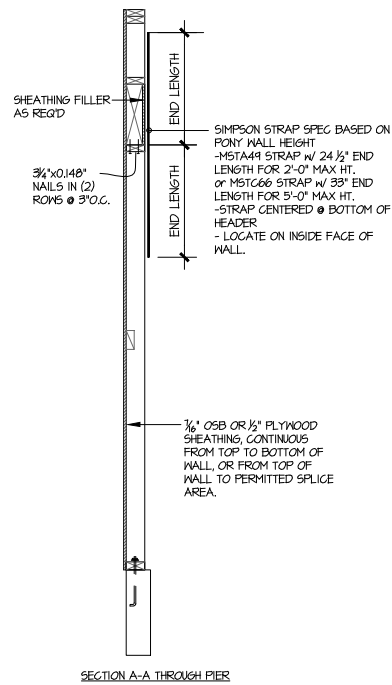 END LENGTH
SHEATHING FILLER
AS REQ'D
SIMPSON STRAP SPEC BASED ON
PONY WALL HEIGHT
-MSTA49 STRAP W/ 24 1/2" END
LENGTH FOR 2'-0" MAX HT.
or MSTC66 STRAP W/ 33" END
LENGTH FOR 5'-0" MAX HT.
-STRAP CENTERED @ BOTTOM OF
HEADER
- LOCATE ON INSIDE FACE OF
WALL.
3 1/4"x0.148"
NAILS IN (2)
ROWS @ 3"O.C.
END LENGTH
7/16" OSB OR 1/2" PLYWOOD
SHEATHING, CONTINUOUS
FROM TOP TO BOTTOM OF
WALL, OR FROM TOP OF
WALL TO PERMITTED SPLICE
AREA.
SECTION A-A THROUGH PIER